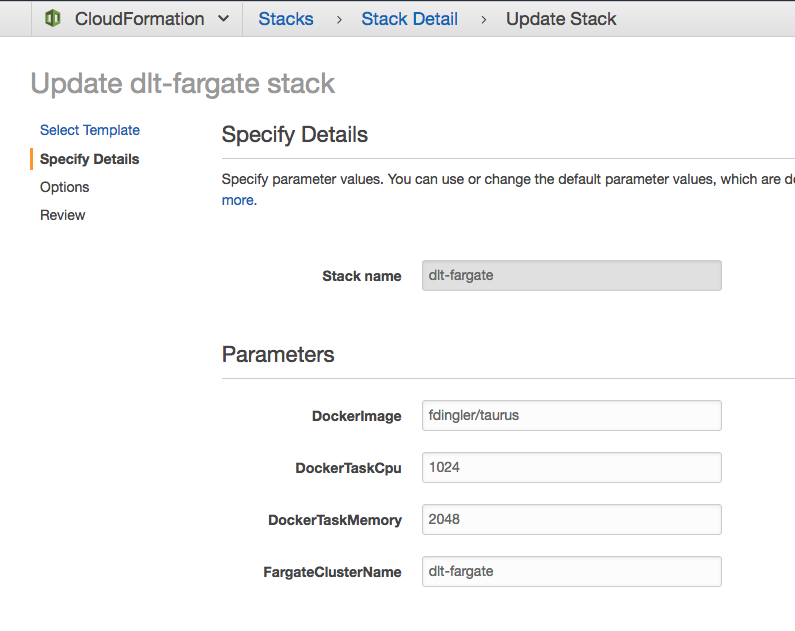 CloudFormation Stacks > Stack Detail > Update Stack
Update dlt-fargate stack
Select Template
Specify Details
Options
Review
Specify Details
Specify parameter values. You can use or change the default parameter values, which are
more.
Stack name dlt-fargate
Parameters
DockerImage fdingler/taurus
DockerTaskCpu 1024
DockerTaskMemory 2048
FargateClusterName dlt-fargate